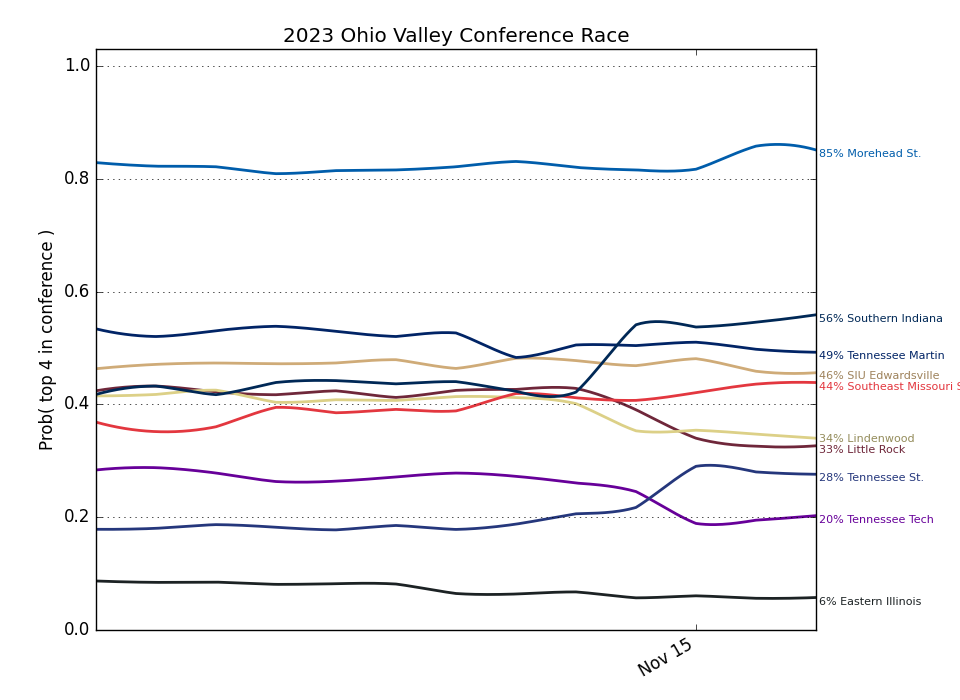 2023 Ohio Valley Conference Race
Prob( top 4 in conference )
1.0
0.8
0.6
0.4
0.2
0.0
Nov 15
85% Morehead St.
56% Southern Indiana
49% Tennessee Martin
46% SIU Edwardsville
44% Southeast Missouri S
34% Lindenwood
33% Little Rock
28% Tennessee St.
20% Tennessee Tech
6% Eastern Illinois